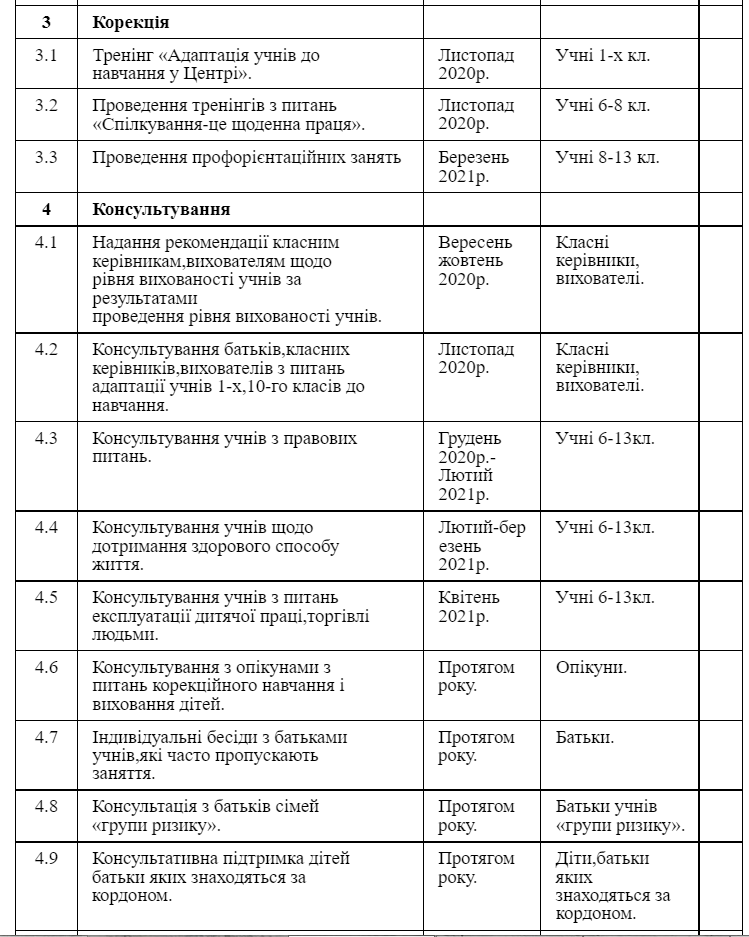 3 Корекція
3.1 Тренінг «Адаптація учнів до Листопад Учні 1-х кл.
навчання у Центрі». 2020р.
3.2 Проведення тренінгів з питань Листопад Учні 6-8 кл.
«Спілкування-це щоденна праця». 2020р.
3.3 Проведення профорієнтаційних занять Березень Учні 8-13 кл.
2021р.
4 Консультування
4.1 Надання рекомендації класним Вересень Класні
керівникам,вихователям щодо жовтень керівники,
рівня вихованості учнів за 2020р. вихователі.
результатами
проведення рівня вихованості учнів.
4.2 Консультування батьків,класних Листопад Класні
керівників,вихователів з питань 2020р. керівники,
адаптації учнів 1-х,10-го класів до вихователі.
навчання.
4.3 Консультування учнів з правових Грудень Учні 6-13кл.
питань. 2020р.-
Лютий
2021р.
4.4 Консультування учнів щодо Лютий-бер Учні 6-13кл.
дотримання здорового способу езень
життя. 2021р.
4.5 Консультування учнів з питань Квітень Учні 6-13кл.
експлуатації дитячої праці,торгівлі 2021р.
людьми.
4.6 Консультування з опікунами з Протягом Опікуни.
питань корекційного навчання і року.
виховання дітей.
4.7 Індивідуальні бесіди з батьками Протягом Батьки.
учнів,які часто пропускають року.
заняття.
4.8 Консультація з батьків сімей Протягом Батьки учнів
«групи ризику». року. «групи ризику».
4.9 Консультативна підтримка дітей Протягом Діти,батьки
батьки яких знаходяться за року. яких
кордоном. знаходяться за
кордоном.